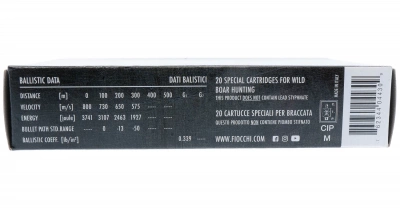 BALLISTIC DATA DATI BALISTICI
DISTANCE [m] 0 100 200 300 400 500 G₁ G₇
VELOCITY [m/s] 800 730 650 575 — —
ENERGY [joule] 3741 3107 2463 1927 — —
BULLET PATH STD.RANGE — 0 -13 -50 — —
BALLISTIC COEFF. [lb/in²] 0.339 —
20 SPECIAL CARTRIDGES FOR WILD
BOAR HUNTING
THIS PRODUCT DOES NOT CONTAIN LEAD STYPHNATE
20 CARTUCCE SPECIALI PER BRACCATA
QUESTO PRODOTTO NON CONTIENE PIOMBO STIFNATO
WWW.FIOCCHI.COM
MADE IN ITALY
CIP
M